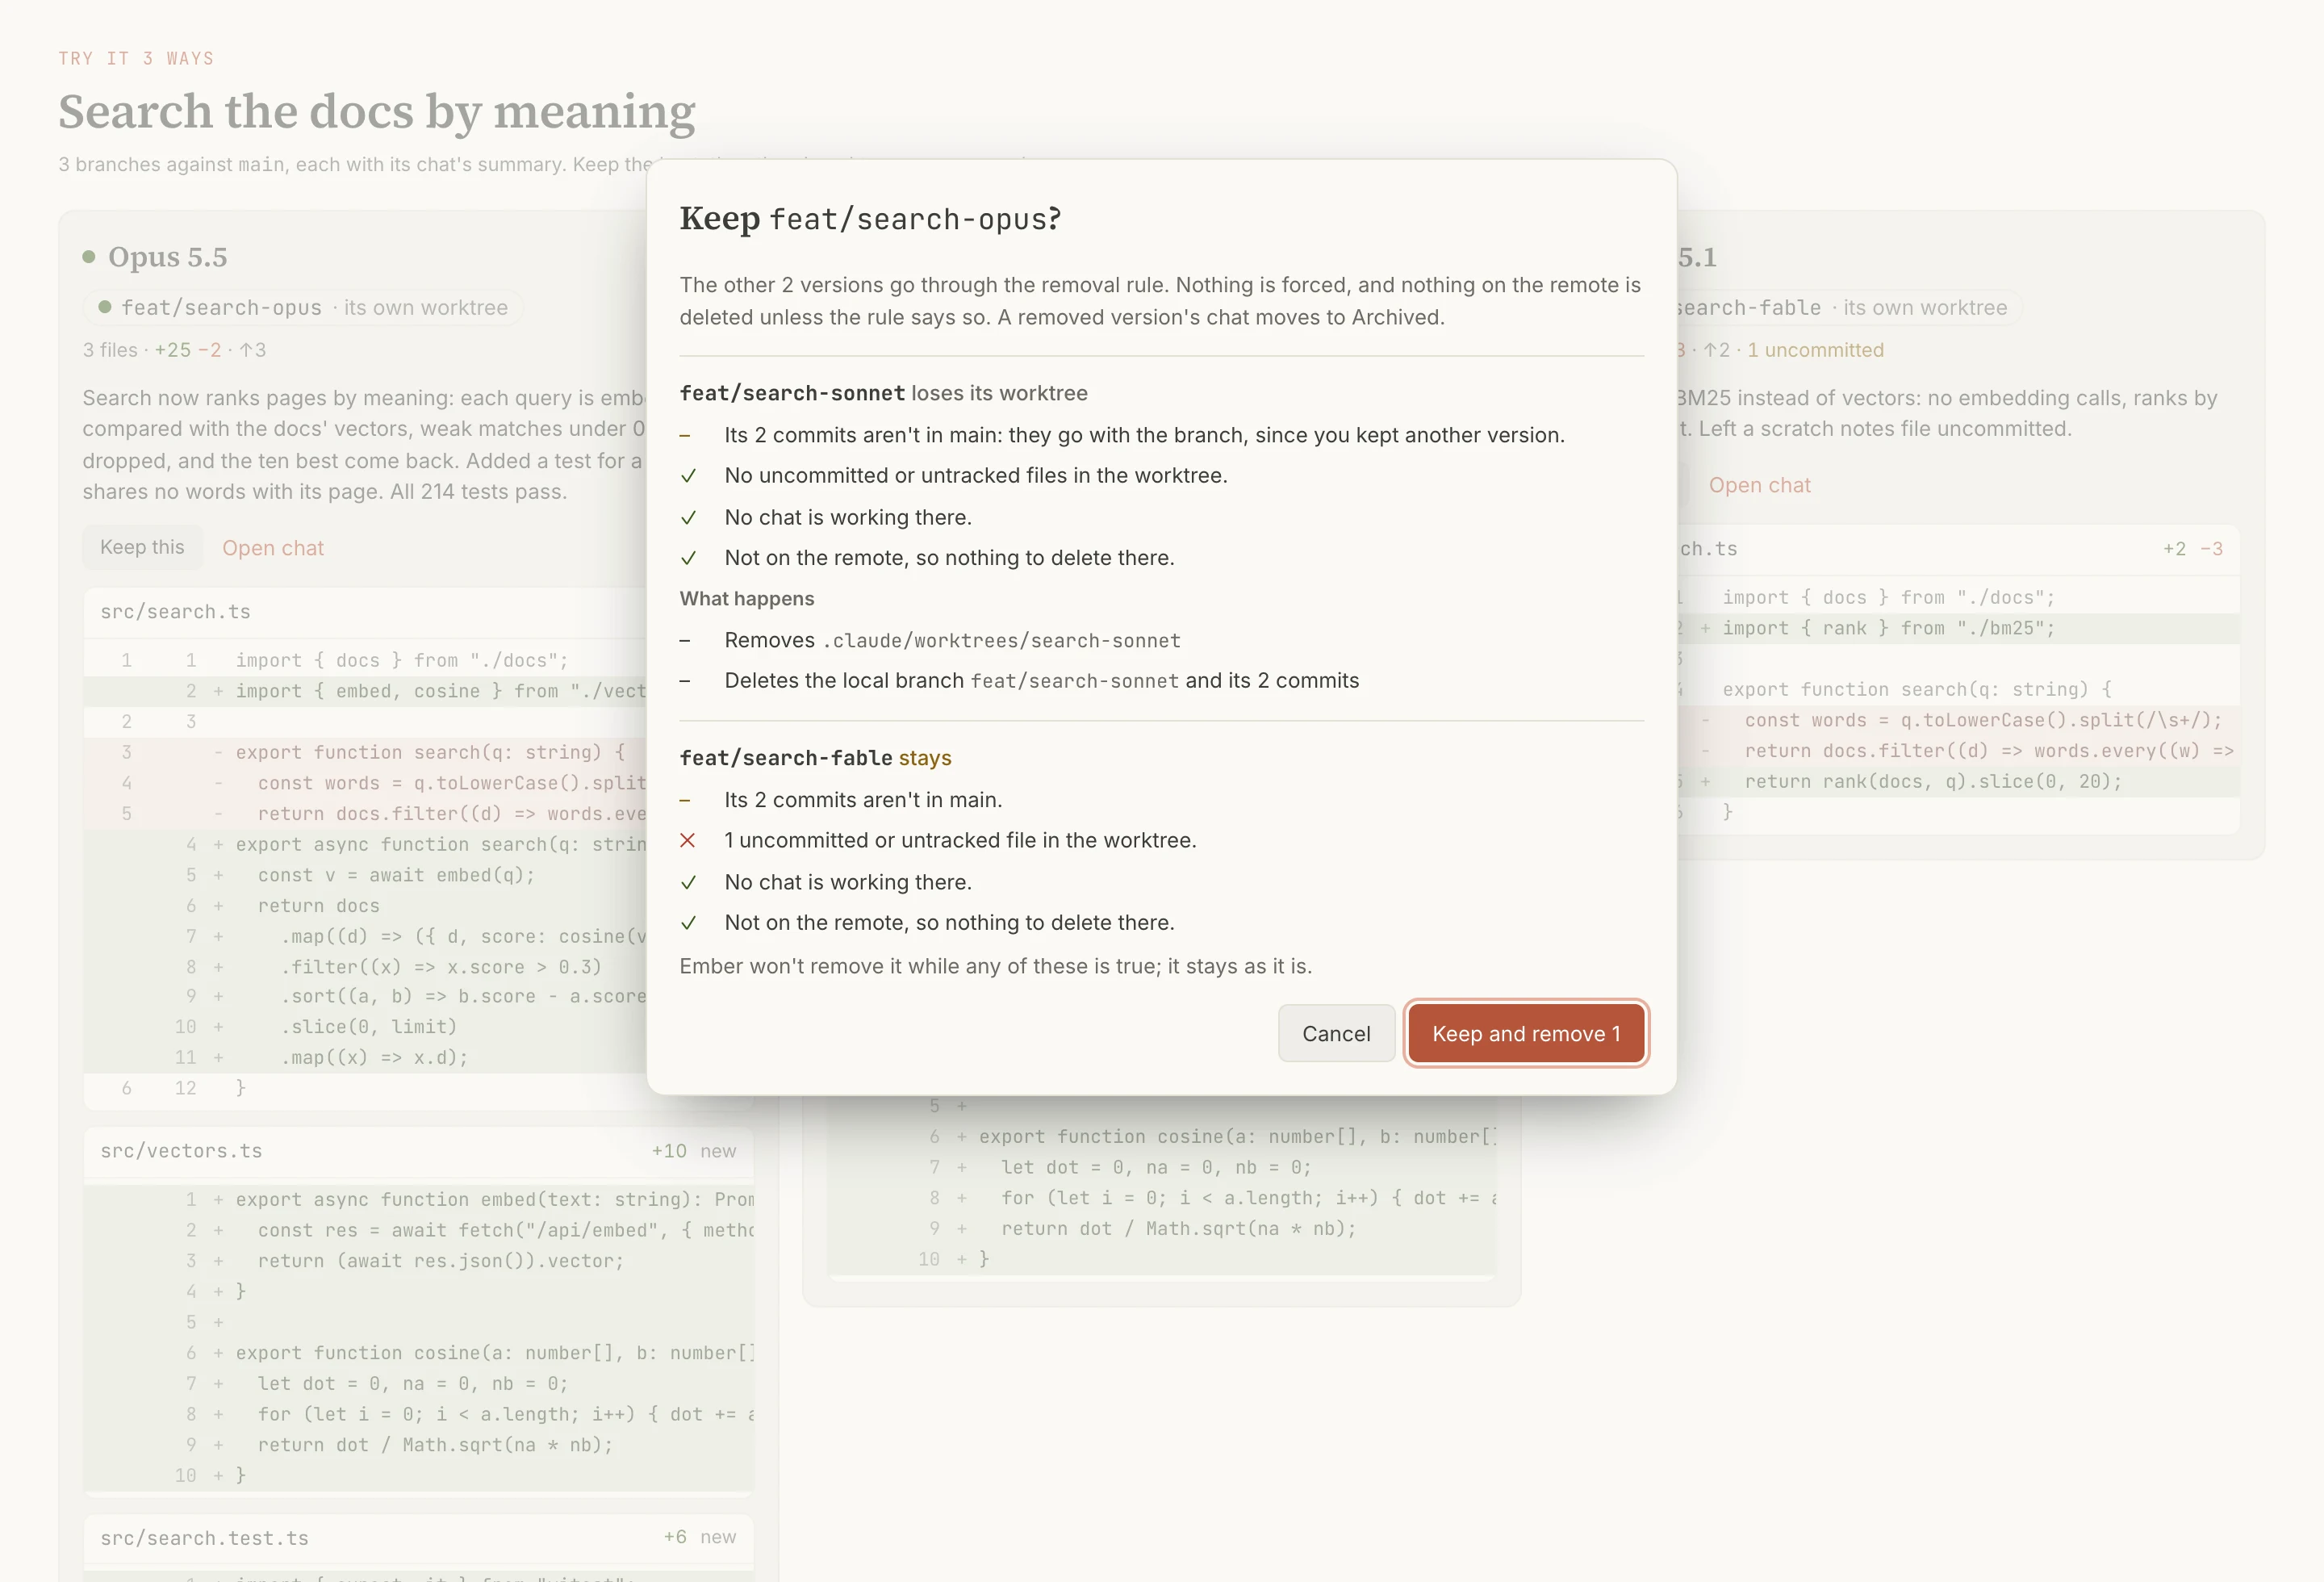 TRY IT 3 WAYS
Search the docs by meaning
3 branches against main, each with its chat's summary. Keep the
Opus 5.5
feat/search-opus · its own worktree
3 files · +25 −2 · ↑3
Search now ranks pages by meaning: each query is
compared with the docs' vectors, weak matches under
dropped, and the ten best come back. Added a test for a
shares no words with its page. All 214 tests pass.
Keep this
Open chat
src/search.ts
1 1 import { docs } from "./docs";
2 + import { embed, cosine } from "./vect
2 3
3 - export function search(q: string) {
4 - const words = q.toLowerCase().split
5 - return docs.filter((d) => words.eve
4 + export async function search(q: strin
5 + const v = await embed(q);
6 + return docs
7 + .map((d) => ({ d, score: cosine(v
8 + .filter((x) => x.score > 0.3)
9 + .sort((a, b) => b.score - a.score
10 + .slice(0, limit)
11 + .map((x) => x.d);
6 12 }
src/vectors.ts +10 new
1 + export async function embed(text: string): Prom
2 + const res = await fetch("/api/embed", { metho
3 + return (await res.json()).vector;
4 + }
5 +
6 + export function cosine(a: number[], b: number[]
7 + let dot = 0, na = 0, nb = 0;
8 + for (let i = 0; i < a.length; i++) { dot += a
9 + return dot / Math.sqrt(na * nb);
10 + }
src/search.test.ts +6 new
Keep feat/search-opus?
The other 2 versions go through the removal rule. Nothing is forced, and nothing on the remote is
deleted unless the rule says so. A removed version's chat moves to Archived.
feat/search-sonnet loses its worktree
– Its 2 commits aren't in main: they go with the branch, since you kept another version.
✓ No uncommitted or untracked files in the worktree.
✓ No chat is working there.
✓ Not on the remote, so nothing to delete there.
What happens
– Removes .claude/worktrees/search-sonnet
– Deletes the local branch feat/search-sonnet and its 2 commits
feat/search-fable stays
– Its 2 commits aren't in main.
✕ 1 uncommitted or untracked file in the worktree.
✓ No chat is working there.
✓ Not on the remote, so nothing to delete there.
Ember won't remove it while any of these is true; it stays as it is.
Cancel
Keep and remove 1
5 +
6 + export function cosine(a: number[], b: number[]
7 + let dot = 0, na = 0, nb = 0;
8 + for (let i = 0; i < a.length; i++) { dot += a
9 + return dot / Math.sqrt(na * nb);
10 + }
5.1
search-fable · its own worktree
· ↑2 · 1 uncommitted
BM25 instead of vectors: no embedding calls, ranks by
t. Left a scratch notes file uncommitted.
Open chat
ch.ts +2 −3
import { docs } from "./docs";
+ import { rank } from "./bm25";
export function search(q: string) {
- const words = q.toLowerCase().split(/\s+/);
- return docs.filter((d) => words.every((w) =>
+ return rank(docs, q).slice(0, 20);
}